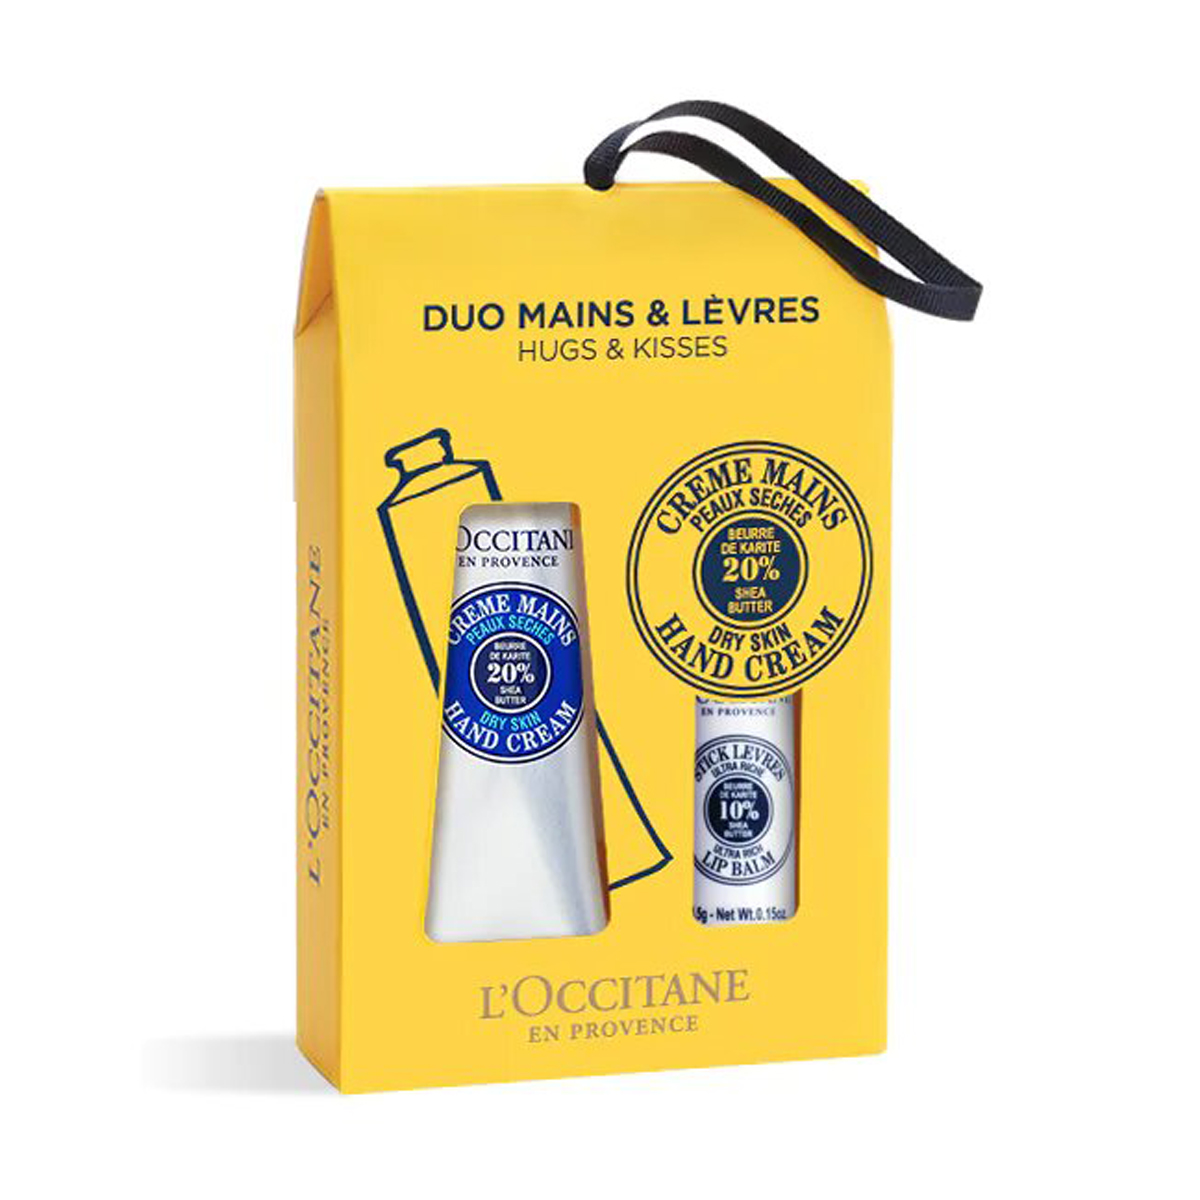 DUO MAINS & LÈVRES
HUGS & KISSES
L'OCCITANE
EN PROVENCE
CREME MAINS
PEAUX SECHES
BEURRE
DE KARITE
20%
SHEA
BUTTER
DRY SKIN
HAND CREAM
L'OCCITANE
EN PROVENCE
CREME MAINS
PEAUX SECHES
BEURRE
DE KARITE
20%
SHEA
BUTTER
DRY SKIN
HAND CREAM
OCCITANE
EN PROVENCE
STICK LEVRES
ULTRA RICHE
BEURRE
DE KARITE
10%
SHEA
BUTTER
ULTRA RICH
LIP BALM
.5g - Net Wt.0.15oz.
L'OCCITANE
EN PROVENCE